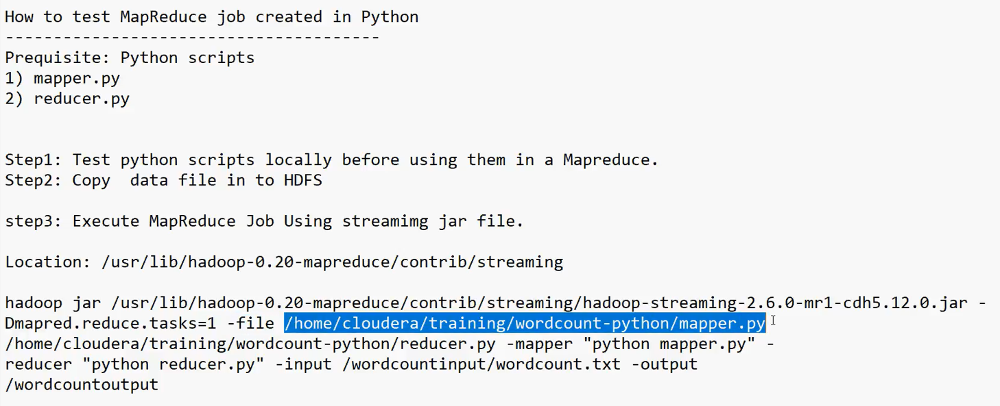 How to test MapReduce job created in Python
---------------------------------------
Prequisite: Python scripts
1) mapper.py
2) reducer.py
Step1: Test python scripts locally before using them in a Mapreduce.
Step2: Copy  data file in to HDFS
step3: Execute MapReduce Job Using streamimg jar file.
Location: /usr/lib/hadoop-0.20-mapreduce/contrib/streaming
hadoop jar /usr/lib/hadoop-0.20-mapreduce/contrib/streaming/hadoop-streaming-2.6.0-mr1-cdh5.12.0.jar -
Dmapred.reduce.tasks=1 -file /home/cloudera/training/wordcount-python/mapper.py
/home/cloudera/training/wordcount-python/reducer.py -mapper "python mapper.py" -
reducer "python reducer.py" -input /wordcountinput/wordcount.txt -output
/wordcountoutput